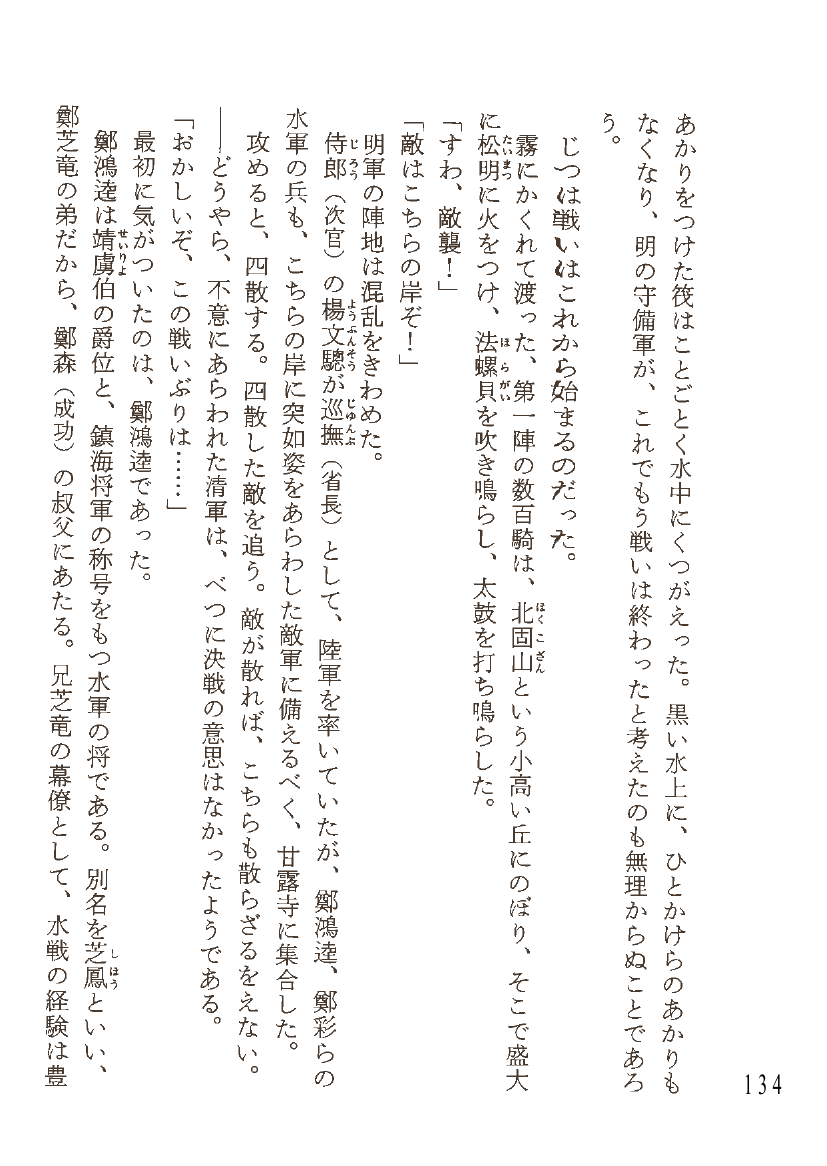 あかりをつけた筏はことごとく水中にくつがえった。黒い水上に、ひとかけらのあかりも
なくなり、明の守備軍が、これでもう戦いは終わったと考えたのも無理からぬことであろ
う。
じつは戦いはこれから始まるのだった。
霧にかくれて渡った、第一陣の数百騎は、北固山という小高い丘にのぼり、そこで盛大
に松明に火をつけ、法螺貝を吹き鳴らし、太鼓を打ち鳴らした。
「すわ、敵襲！」
「敵はこちらの岸ぞ！」
明軍の陣地は混乱をきわめた。
侍郎（次官）の楊文驄が巡撫（省長）として、陸軍を率いていたが、鄭鴻逵、鄭彩らの
水軍の兵も、こちらの岸に突如姿をあらわした敵軍に備えるべく、甘露寺に集合した。
攻めると、四散する。四散した敵を追う。敵が散れば、こちらも散らざるをえない。
――どうやら、不意にあらわれた清軍は、べつに決戦の意思はなかったようである。
「おかしいぞ、この戦いぶりは……」
最初に気がついたのは、鄭鴻逵であった。
鄭鴻逵は靖虜伯の爵位と、鎮海将軍の称号をもつ水軍の将である。別名を芝鳳といい、
鄭芝竜の弟だから、鄭森（成功）の叔父にあたる。兄芝竜の幕僚として、水戦の経験は豊
134